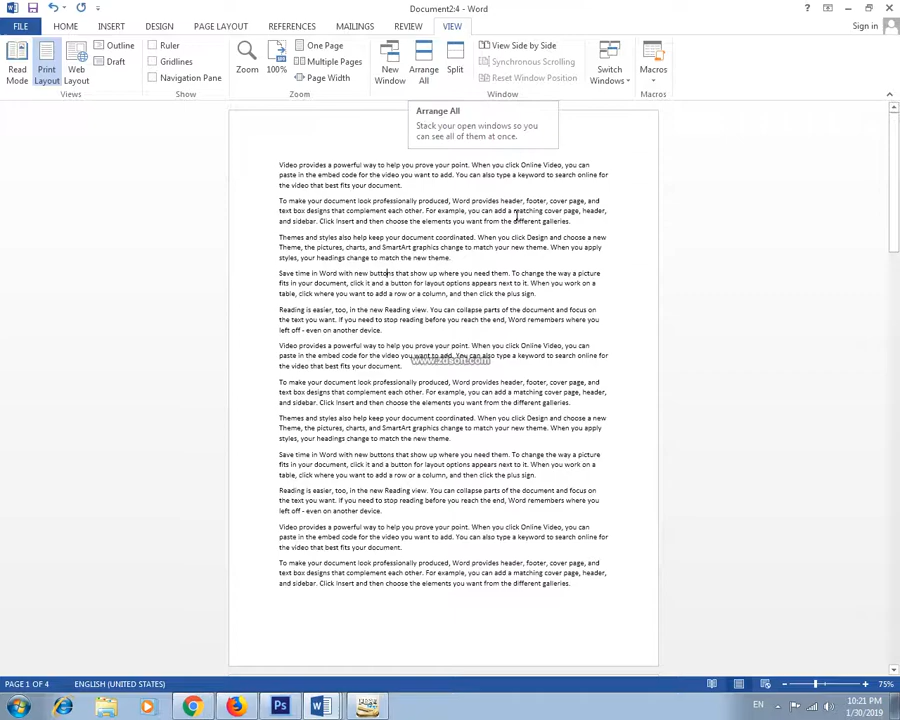 Document2:4 - Word
FILE HOME INSERT DESIGN PAGE LAYOUT REFERENCES MAILINGS REVIEW VIEW Sign in
Read Mode
Print Layout
Web Layout
Outline
Draft
Views
Ruler
Gridlines
Navigation Pane
Show
Zoom
100%
One Page
Multiple Pages
Page Width
Zoom
New Window
Arrange All
Split
View Side by Side
Synchronous Scrolling
Reset Window Position
Window
Switch Windows
Macros
Macros
Arrange All
Stack your open windows so you
can see all of them at once.
Video provides a powerful way to help you prove your point. When you click Online Video, you can
paste in the embed code for the video you want to add. You can also type a keyword to search online for
the video that best fits your document.
To make your document look professionally produced, Word provides header, footer, cover page, and
text box designs that complement each other. For example, you can add a matching cover page, header,
and sidebar. Click Insert and then choose the elements you want from the different galleries.
Themes and styles also help keep your document coordinated. When you click Design and choose a new
Theme, the pictures, charts, and SmartArt graphics change to match your new theme. When you apply
styles, your headings change to match the new theme.
Save time in Word with new buttons that show up where you need them. To change the way a picture
fits in your document, click it and a button for layout options appears next to it. When you work on a
table, click where you want to add a row or a column, and then click the plus sign.
Reading is easier, too, in the new Reading view. You can collapse parts of the document and focus on
the text you want. If you need to stop reading before you reach the end, Word remembers where you
left off - even on another device.
Video provides a powerful way to help you prove your point. When you click Online Video, you can
paste in the embed code for the video you want to add. You can also type a keyword to search online for
www.zdsoft.com
the video that best fits your document.
To make your document look professionally produced, Word provides header, footer, cover page, and
text box designs that complement each other. For example, you can add a matching cover page, header,
and sidebar. Click Insert and then choose the elements you want from the different galleries.
Themes and styles also help keep your document coordinated. When you click Design and choose a new
Theme, the pictures, charts, and SmartArt graphics change to match your new theme. When you apply
styles, your headings change to match the new theme.
Save time in Word with new buttons that show up where you need them. To change the way a picture
fits in your document, click it and a button for layout options appears next to it. When you work on a
table, click where you want to add a row or a column, and then click the plus sign.
Reading is easier, too, in the new Reading view. You can collapse parts of the document and focus on
the text you want. If you need to stop reading before you reach the end, Word remembers where you
left off - even on another device.
Video provides a powerful way to help you prove your point. When you click Online Video, you can
paste in the embed code for the video you want to add. You can also type a keyword to search online for
the video that best fits your document.
To make your document look professionally produced, Word provides header, footer, cover page, and
text box designs that complement each other. For example, you can add a matching cover page, header,
and sidebar. Click Insert and then choose the elements you want from the different galleries.
PAGE 1 OF 4 ENGLISH (UNITED STATES) 75%
EN 10:21 PM
1/30/2019